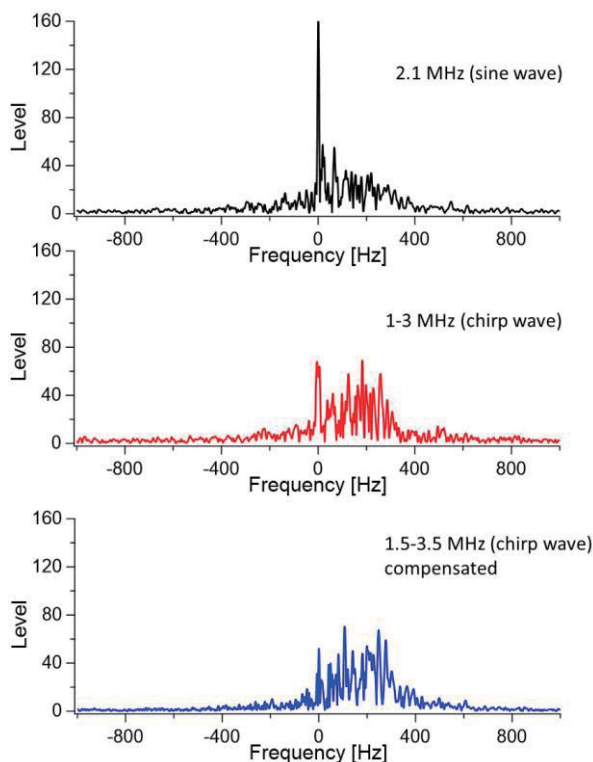 160
120
80
40
0
Level
2.1 MHz (sine wave)
-800 -400 0 400 800
Frequency [Hz]
160
120
80
40
0
Level
1-3 MHz (chirp wave)
-800 -400 0 400 800
Frequency [Hz]
160
120
80
40
0
Level
1.5-3.5 MHz (chirp wave)
compensated
-800 -400 0 400 800
Frequency [Hz]